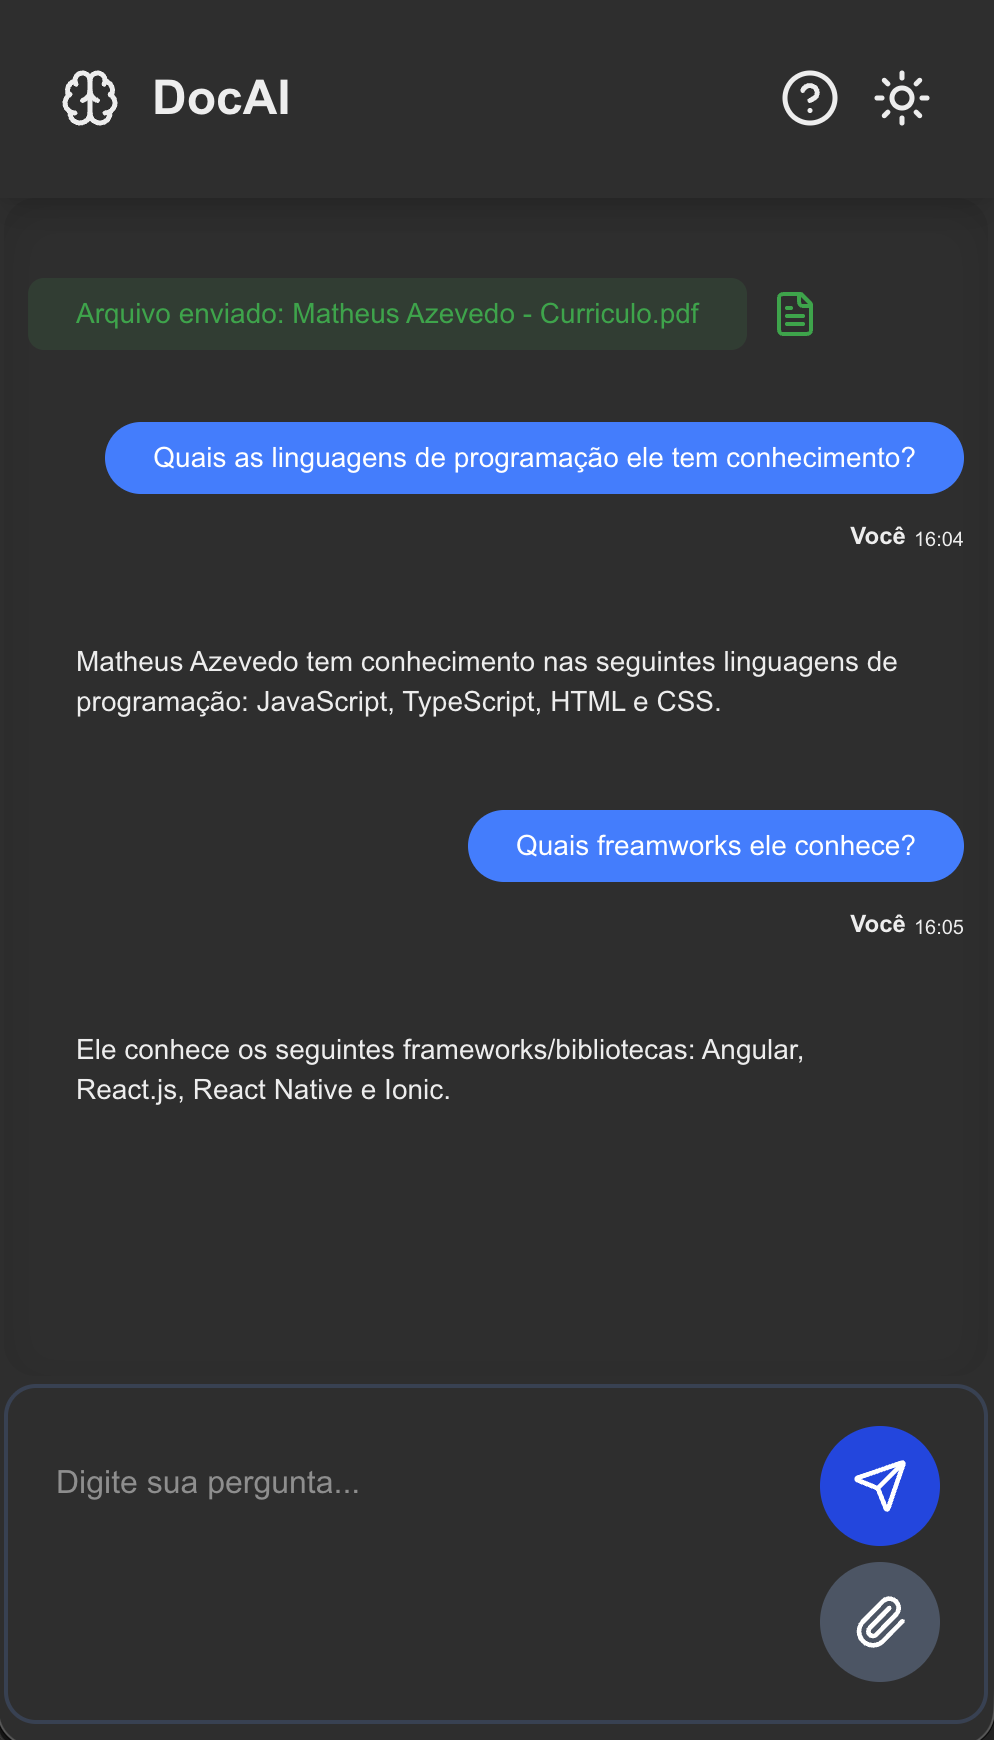 DocAI
Arquivo enviado: Matheus Azevedo - Curriculo.pdf
Quais as linguagens de programação ele tem conhecimento?
Você 16:04
Matheus Azevedo tem conhecimento nas seguintes linguagens de
programação: JavaScript, TypeScript, HTML e CSS.
Quais freamworks ele conhece?
Você 16:05
Ele conhece os seguintes frameworks/bibliotecas: Angular,
React.js, React Native e Ionic.
Digite sua pergunta...